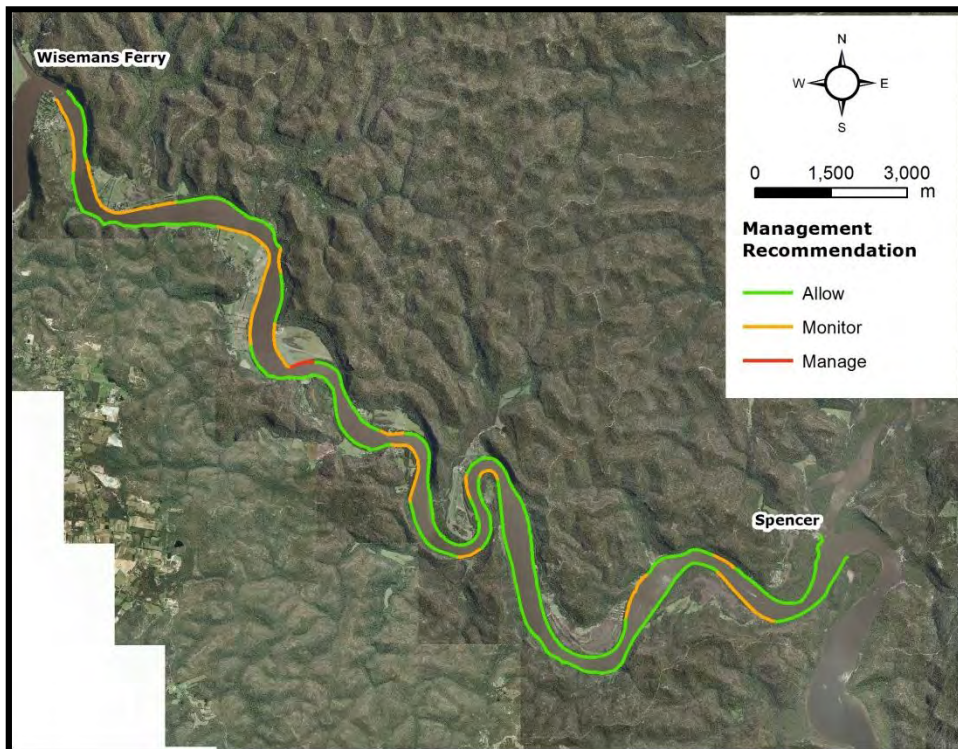 Wisemans Ferry
N
W
E
S
0 1,500 3,000
m
Management
Recommendation
Allow
Monitor
Manage
Spencer